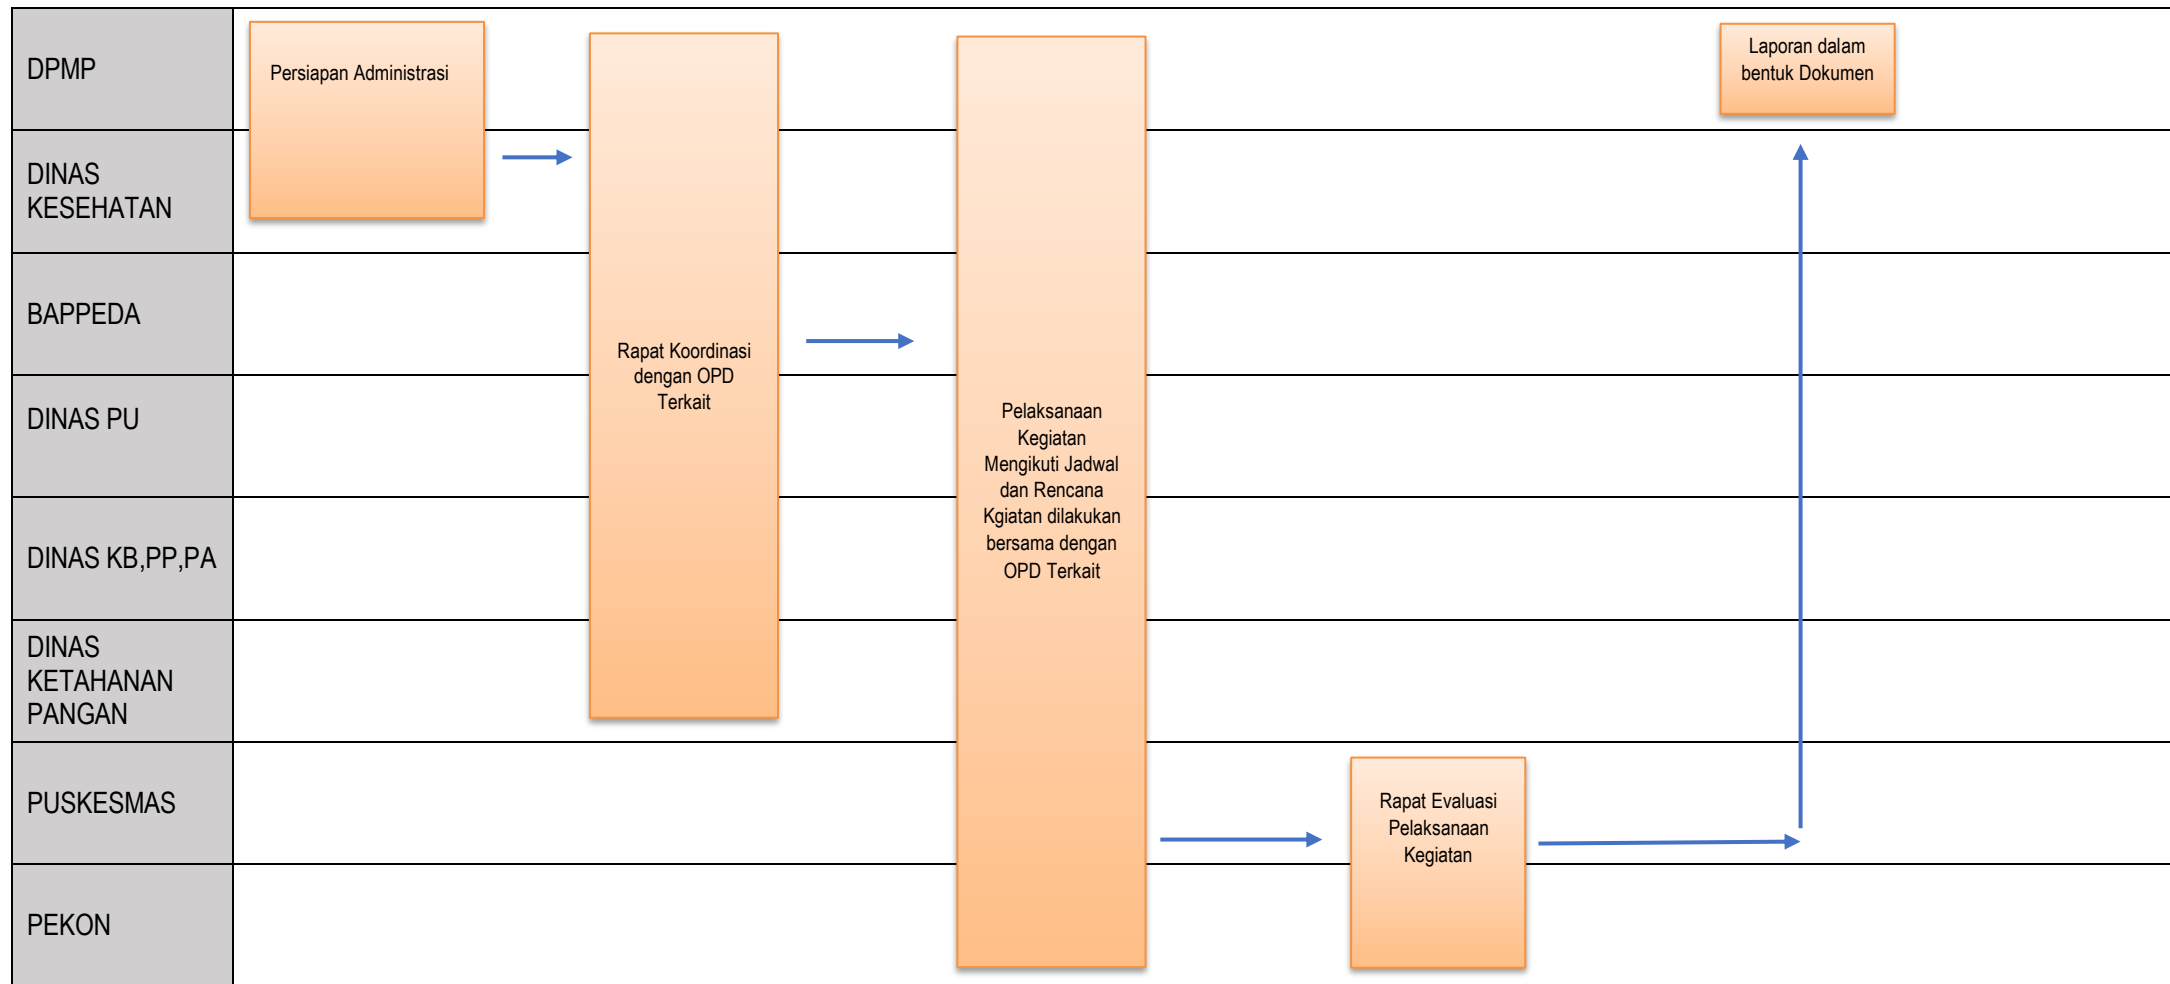 DPMP
Persiapan Administrasi
Laporan dalam
bentuk Dokumen
DINAS
KESEHATAN
BAPPEDA
Rapat Koordinasi
dengan OPD
Terkait
DINAS PU
Pelaksanaan
Kegiatan
Mengikuti Jadwal
dan Rencana
Kgiatan dilakukan
bersama dengan
OPD Terkait
DINAS KB,PP,PA
DINAS
KETAHANAN
PANGAN
PUSKESMAS
Rapat Evaluasi
Pelaksanaan
Kegiatan
PEKON